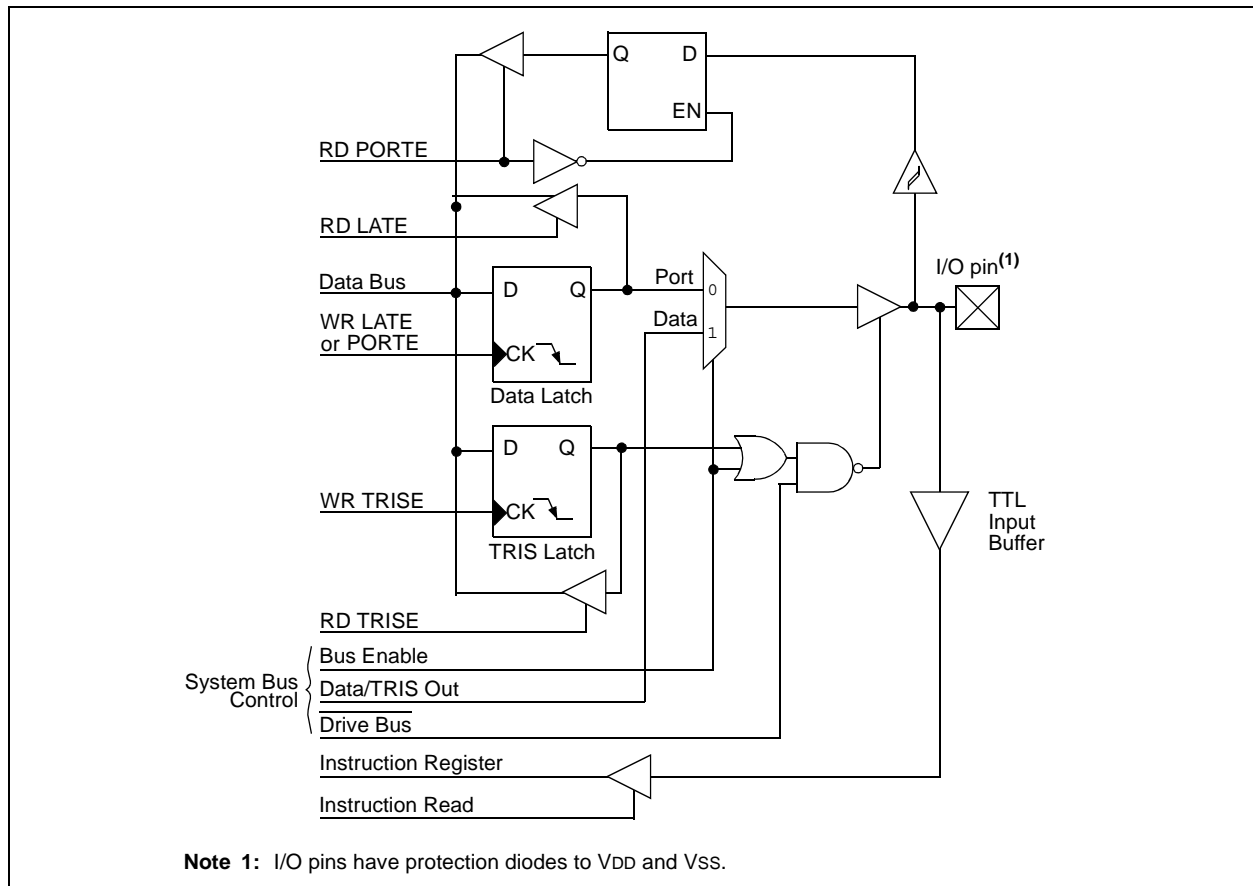 Q D
EN
RD PORTE
RD LATE
I/O pin(1)
Data Bus
D Q
Port
0
WR LATE
or PORTE
Data
1
CK
Data Latch
D Q
WR TRISE
CK
TRIS Latch
TTL
Input
Buffer
RD TRISE
System Bus
Control
Bus Enable
Data/TRIS Out
Drive Bus
Instruction Register
Instruction Read
Note 1: I/O pins have protection diodes to VDD and VSS.